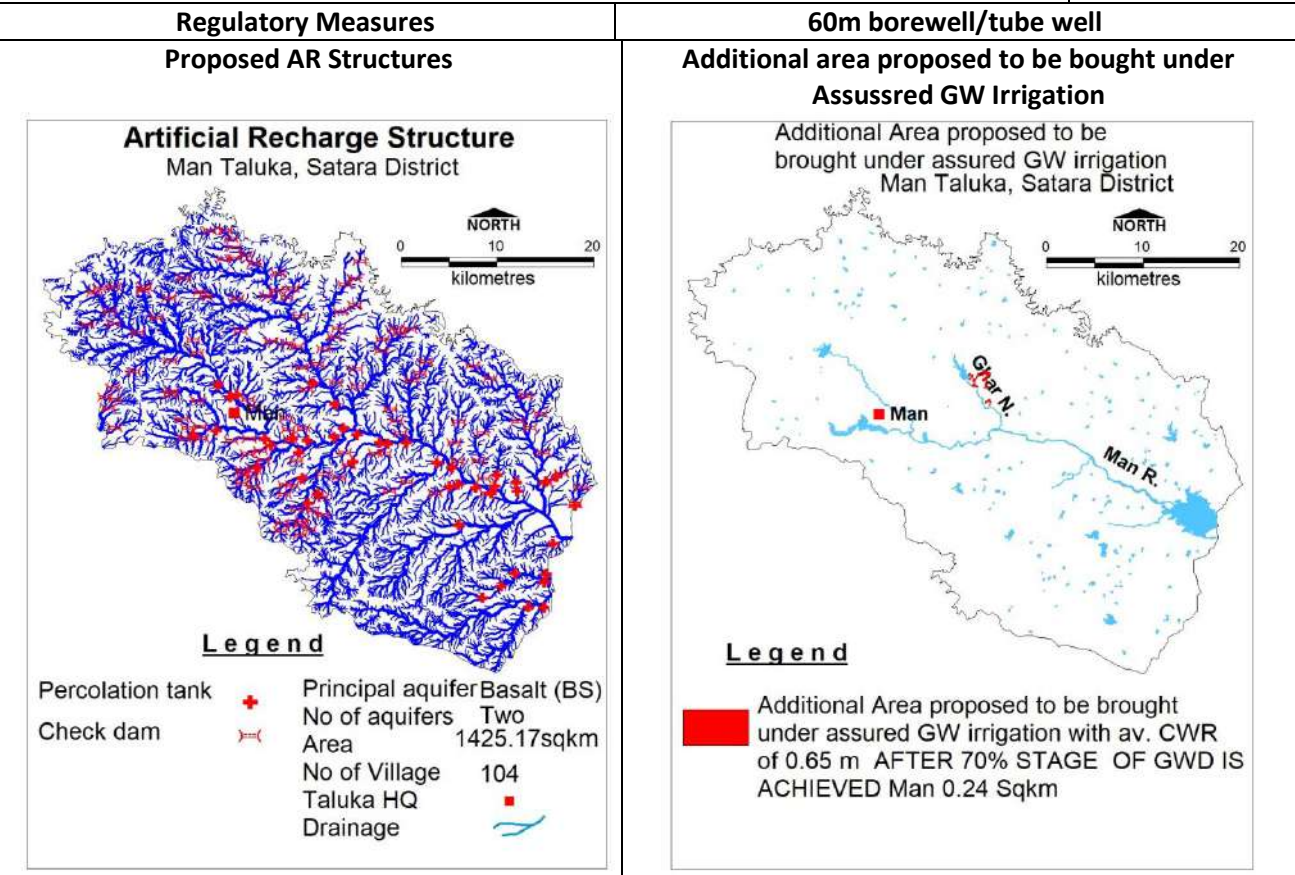 Regulatory Measures
60m borewell/tube well
Proposed AR Structures
Additional area proposed to be bought under
Assussred GW Irrigation
Artificial Recharge Structure
Man Taluka, Satara District
NORTH
0 10 20
kilometres
Man
Legend
Percolation tank
Check dam
Principal aquifer Basalt (BS)
No of aquifers Two
Area 1425.17sqkm
No of Village 104
Taluka HQ
Drainage
Additional Area proposed to be
brought under assured GW irrigation
Man Taluka, Satara District
NORTH
0 10 20
kilometres
Ghar N.
Man
Man R.
Legend
Additional Area proposed to be brought
under assured GW irrigation with av. CWR
of 0.65 m AFTER 70% STAGE OF GWD IS
ACHIEVED Man 0.24 Sqkm